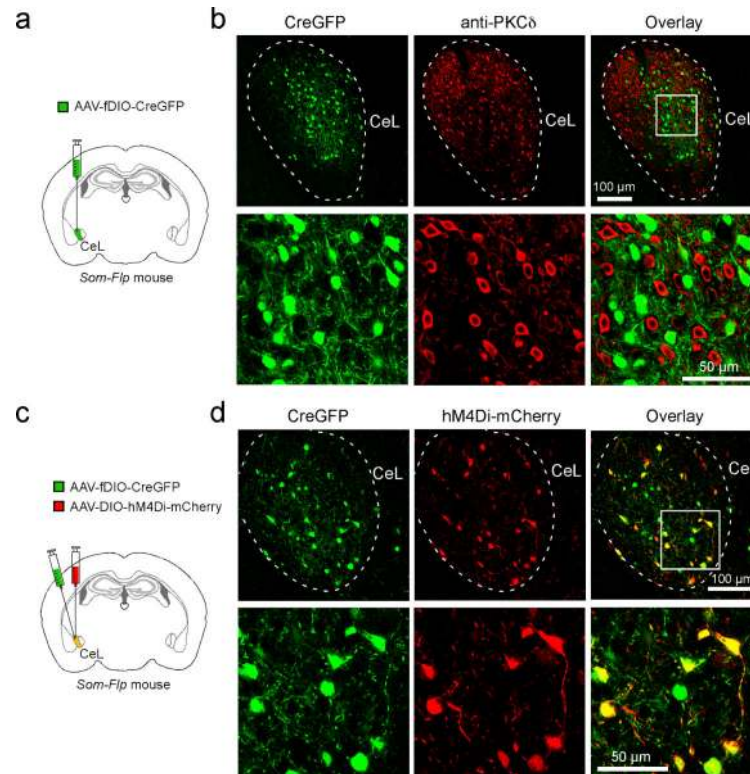 a
AAV-fDIO-CreGFP
CeL
Som-Flp mouse
b
CreGFP anti-PKCδ Overlay
CeL CeL
100 µm
50 µm
c
AAV-fDIO-CreGFP
AAV-DIO-hM4Di-mCherry
CeL
Som-Flp mouse
d
CreGFP hM4Di-mCherry Overlay
CeL CeL
100 µm
50 µm